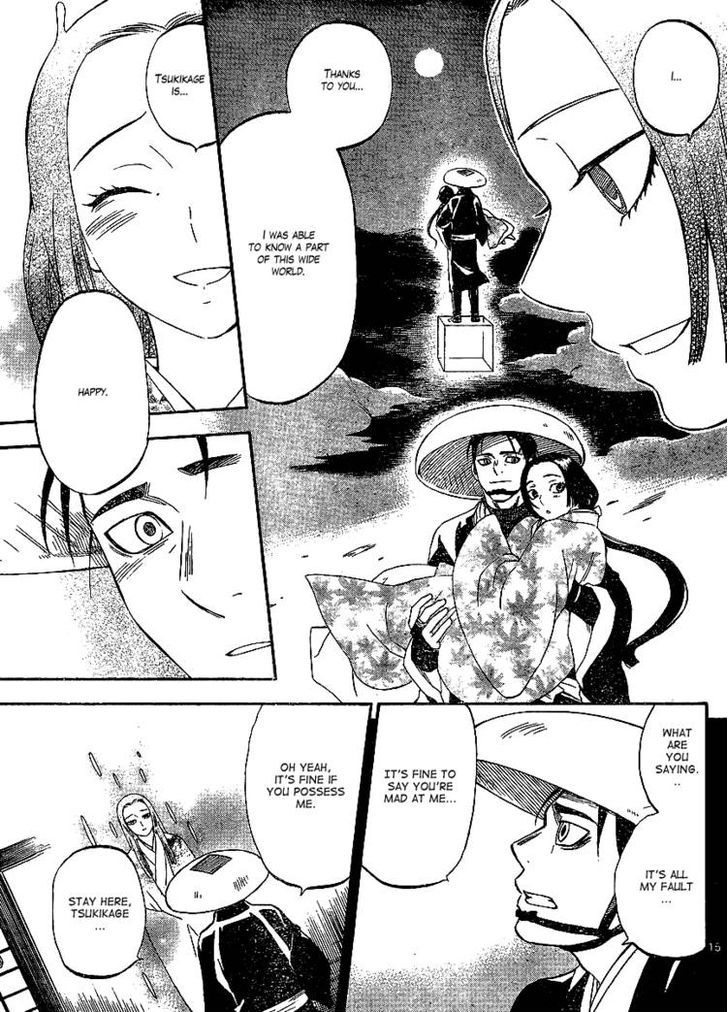 I...
THANKS
TO YOU...
I WAS ABLE
TO KNOW A PART
OF THIS WIDE
WORLD.
TSUKIKAGE
IS...
HAPPY.
WHAT
ARE
YOU
SAYING.
..
IT'S ALL
MY FAULT
...
IT'S FINE TO
SAY YOU'RE
MAD AT ME...
OH YEAH,
IT'S FINE IF
YOU POSSESS
ME.
STAY HERE,
TSUKIKAGE
...
15